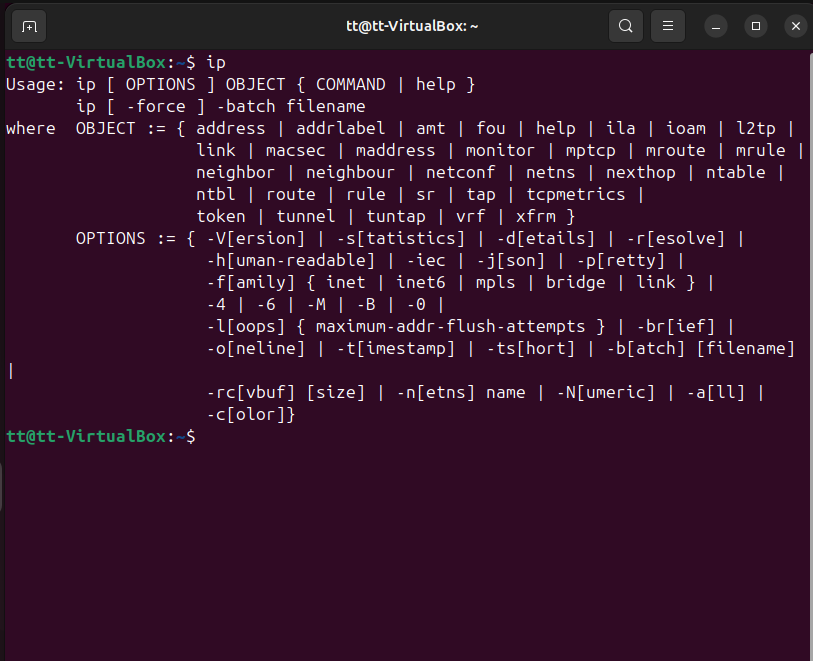 tt@tt-VirtualBox: ~
tt@tt-VirtualBox:~$ ip
Usage: ip [ OPTIONS ] OBJECT { COMMAND | help }
       ip [ -force ] -batch filename
where  OBJECT := { address | addrlabel | amt | fou | help | ila | ioam | l2tp |
                   link | macsec | maddress | monitor | mptcp | mroute | mrule |
                   neighbor | neighbour | netconf | netns | nexthop | ntable |
                   ntbl | route | rule | sr | tap | tcpmetrics |
                   token | tunnel | tuntap | vrf | xfrm }
       OPTIONS := { -V[ersion] | -s[tatistics] | -d[etails] | -r[esolve] |
                    -h[uman-readable] | -iec | -j[son] | -p[retty] |
                    -f[amily] { inet | inet6 | mpls | bridge | link } |
                    -4 | -6 | -M | -B | -0 |
                    -l[oops] { maximum-addr-flush-attempts } | -br[ief] |
                    -o[neline] | -t[imestamp] | -ts[hort] | -b[atch] [filename]
|
                    -rc[vbuf] [size] | -n[etns] name | -N[umeric] | -a[ll] |
                    -c[olor]}
tt@tt-VirtualBox:~$